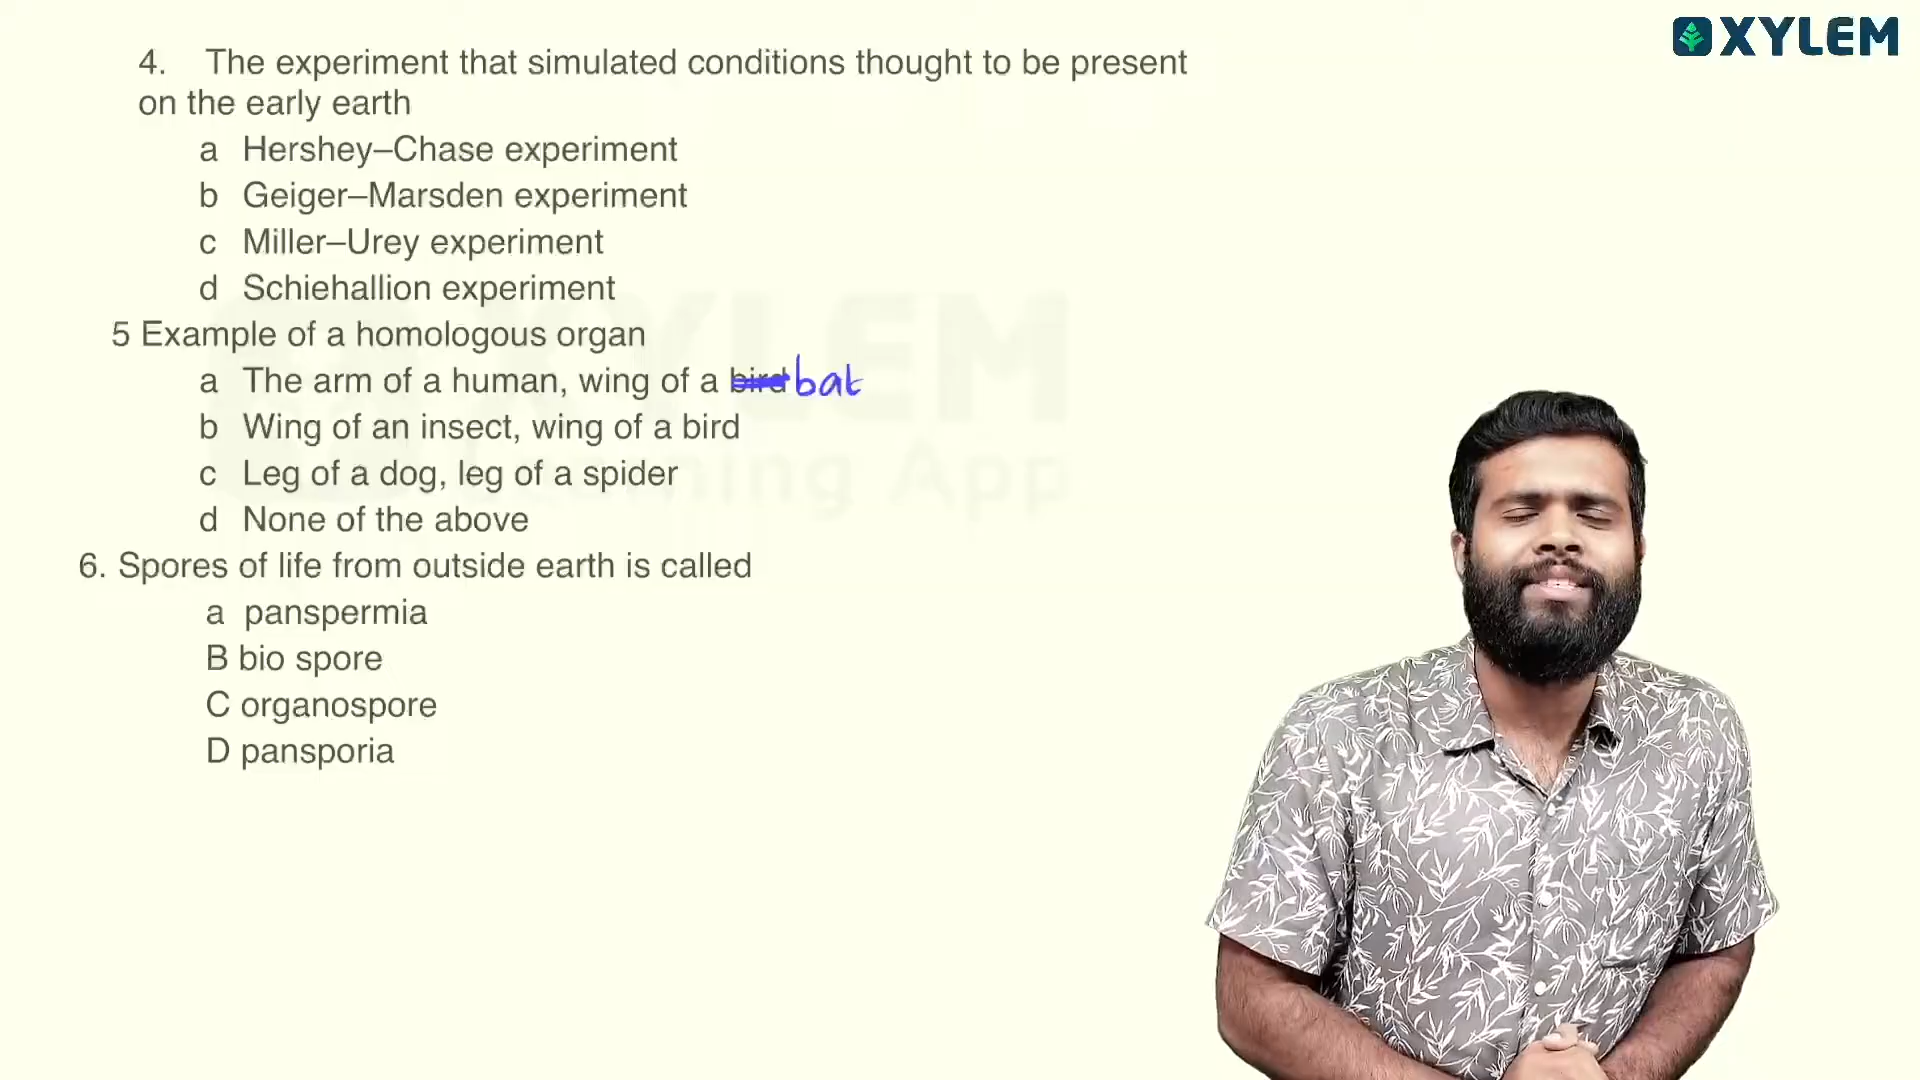 XYLEM
4. The experiment that simulated conditions thought to be present
on the early earth
a Hershey–Chase experiment
b Geiger–Marsden experiment
c Miller–Urey experiment
d Schiehallion experiment
5 Example of a homologous organ
a The arm of a human, wing of a bird bat
b Wing of an insect, wing of a bird
c Leg of a dog, leg of a spider
d None of the above
6. Spores of life from outside earth is called
a panspermia
B bio spore
C organospore
D pansporia
XYLEM
Learning App